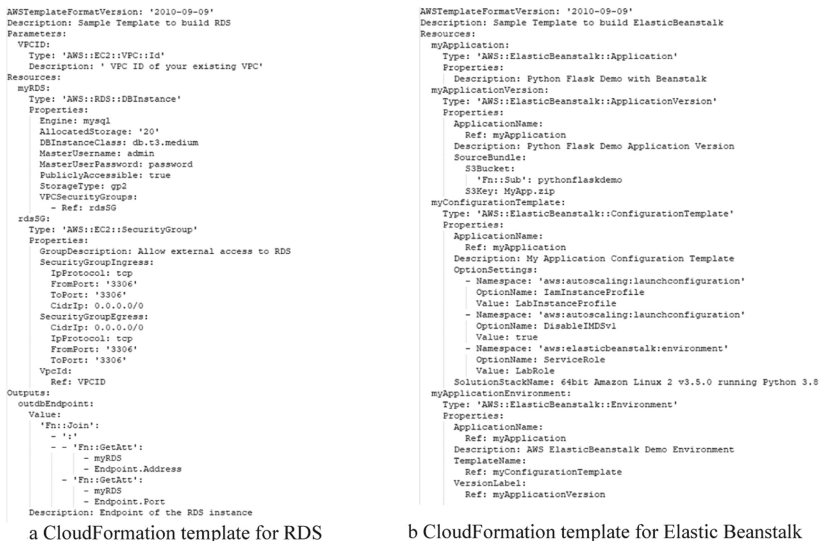 AWSTemplateFormatVersion: '2010-09-09'
Description: Sample Template to build RDS
Parameters:
  VPCID:
    Type: 'AWS::EC2::VPC::Id'
    Description: ' VPC ID of your existing VPC'
Resources:
  myRDS:
    Type: 'AWS::RDS::DBInstance'
    Properties:
      Engine: mysql
      AllocatedStorage: '20'
      DBInstanceClass: db.t3.medium
      MasterUsername: admin
      MasterUserPassword: password
      PubliclyAccessible: true
      StorageType: gp2
      VPCSecurityGroups:
        - Ref: rdsSG
  rdsSG:
    Type: 'AWS::EC2::SecurityGroup'
    Properties:
      GroupDescription: Allow external access to RDS
      SecurityGroupIngress:
        IpProtocol: tcp
        FromPort: '3306'
        ToPort: '3306'
        CidrIp: 0.0.0.0/0
      SecurityGroupEgress:
        CidrIp: 0.0.0.0/0
        IpProtocol: tcp
        FromPort: '3306'
        ToPort: '3306'
      VpcId:
        Ref: VPCID
Outputs:
  outdbEndpoint:
    Value:
      'Fn::Join':
        - ':'
        - - 'Fn::GetAtt':
              - myRDS
              - Endpoint.Address
          - 'Fn::GetAtt':
              - myRDS
              - Endpoint.Port
    Description: Endpoint of the RDS instance
a CloudFormation template for RDS
AWSTemplateFormatVersion: '2010-09-09'
Description: Sample Template to build ElasticBeanstalk
Resources:
  myApplication:
    Type: 'AWS::ElasticBeanstalk::Application'
    Properties:
      Description: Python Flask Demo with Beanstalk
  myApplicationVersion:
    Type: 'AWS::ElasticBeanstalk::ApplicationVersion'
    Properties:
      ApplicationName:
        Ref: myApplication
      Description: Python Flask Demo Application Version
      SourceBundle:
        S3Bucket:
          'Fn::Sub': pythonflaskdemo
        S3Key: MyApp.zip
  myConfigurationTemplate:
    Type: 'AWS::ElasticBeanstalk::ConfigurationTemplate'
    Properties:
      ApplicationName:
        Ref: myApplication
      Description: My Application Configuration Template
      OptionSettings:
        - Namespace: 'aws:autoscaling:launchconfiguration'
          OptionName: IamInstanceProfile
          Value: LabInstanceProfile
        - Namespace: 'aws:autoscaling:launchconfiguration'
          OptionName: DisableIMDSv1
          Value: true
        - Namespace: 'aws:elasticbeanstalk:environment'
          OptionName: ServiceRole
          Value: LabRole
      SolutionStackName: 64bit Amazon Linux 2 v3.5.0 running Python 3.8
  myApplicationEnvironment:
    Type: 'AWS::ElasticBeanstalk::Environment'
    Properties:
      ApplicationName:
        Ref: myApplication
      Description: AWS ElasticBeanstalk Demo Environment
      TemplateName:
        Ref: myConfigurationTemplate
      VersionLabel:
        Ref: myApplicationVersion
b CloudFormation template for Elastic Beanstalk